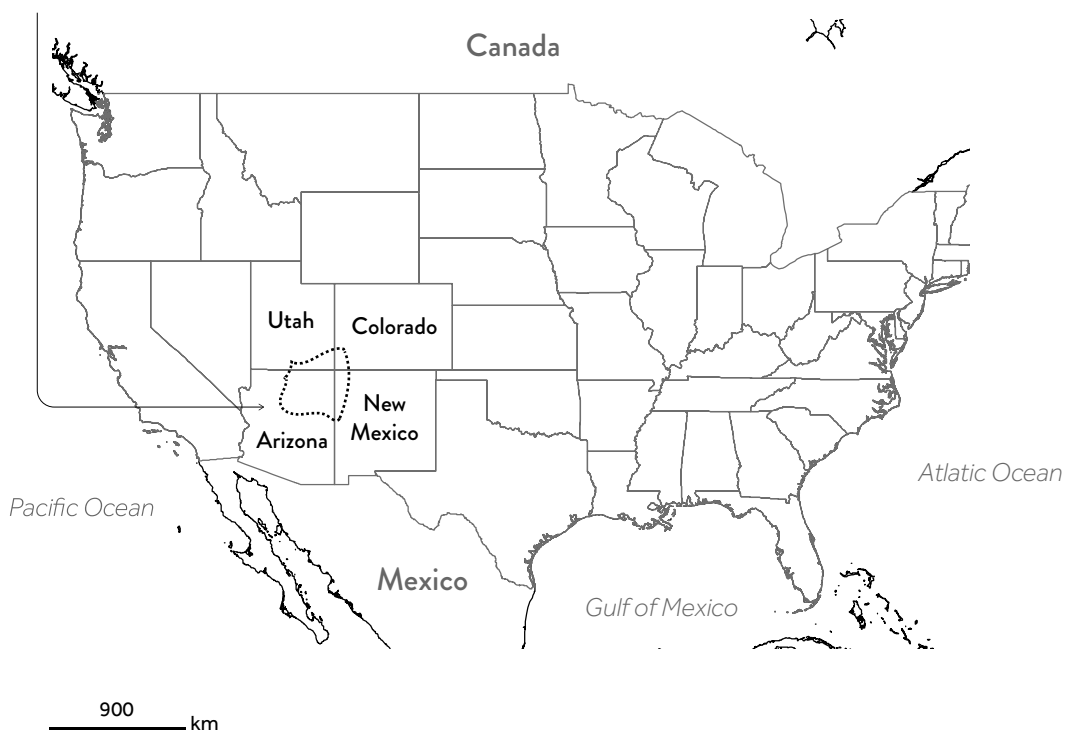 Canada
Utah
Colorado
New
Mexico
Arizona
Atlatic Ocean
Pacific Ocean
Mexico
Gulf of Mexico
900
km